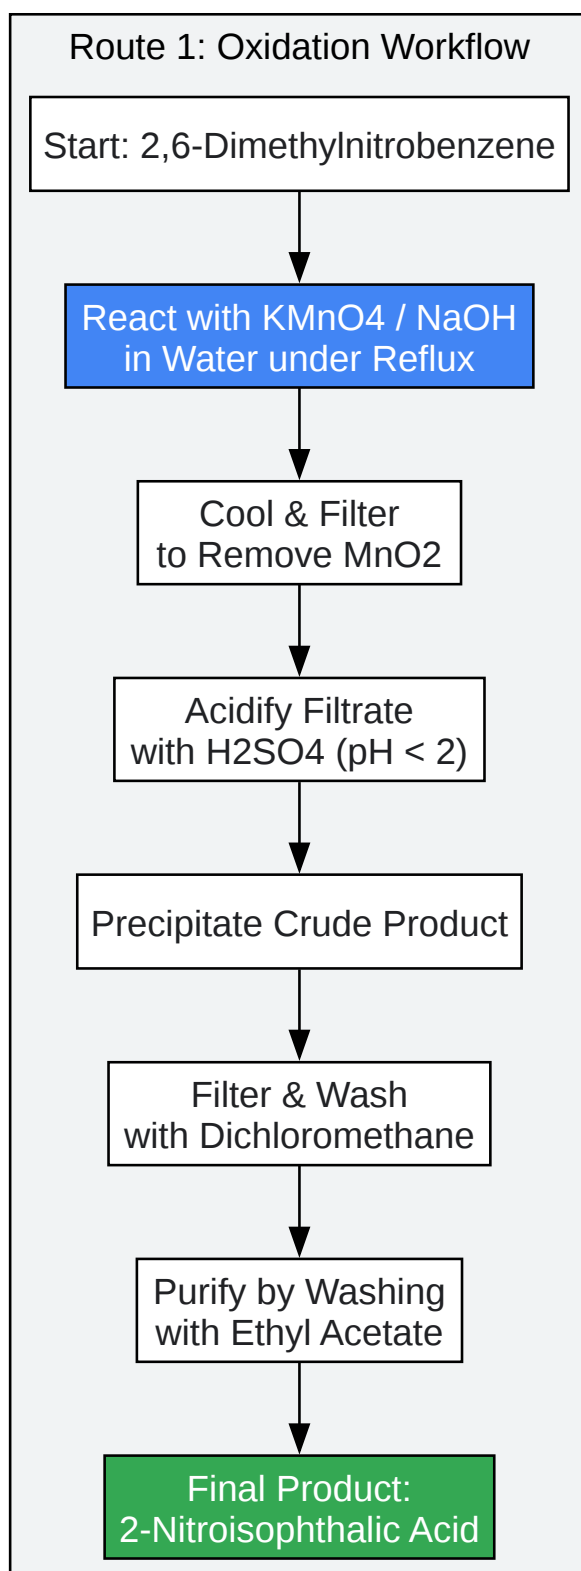 Route 1: Oxidation Workflow
Start: 2,6-Dimethylnitrobenzene
React with KMnO4 / NaOH
in Water under Reflux
Cool & Filter
to Remove MnO2
Acidify Filtrate
with H2SO4 (pH < 2)
Precipitate Crude Product
Filter & Wash
with Dichloromethane
Purify by Washing
with Ethyl Acetate
Final Product:
2-Nitroisophthalic Acid